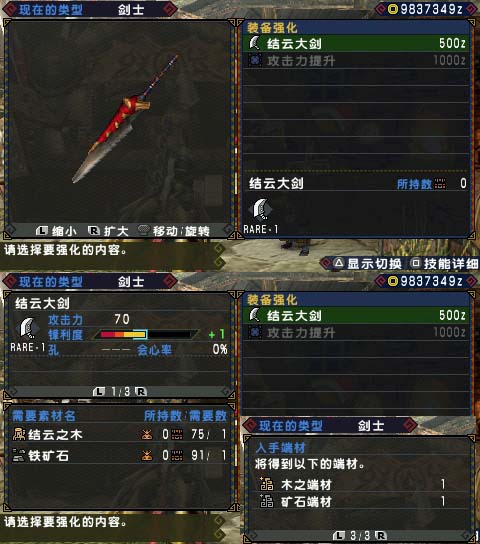 现在的类型 剑士
9837349z
装备强化
结云大剑 500z
攻击力提升 1000z
结云大剑 所持数 0
RARE-1
L 缩小 R 扩大 移动/旋转
请选择要强化的内容。
△显示切换 □技能详细
现在的类型 剑士
9837349z
结云大剑
攻击力 70
锋利度 +1
RARE-1 孔 --- 会心率 0%
L 1/3 R
装备强化
结云大剑 500z
攻击力提升 1000z
需要素材名 所持数/需要数
结云之木 0 75/ 1
铁矿石 0 91/ 1
请选择要强化的内容。
现在的类型 剑士
入手端材
将得到以下的端材。
木之端材 1
矿石端材 1
L 3/3 R